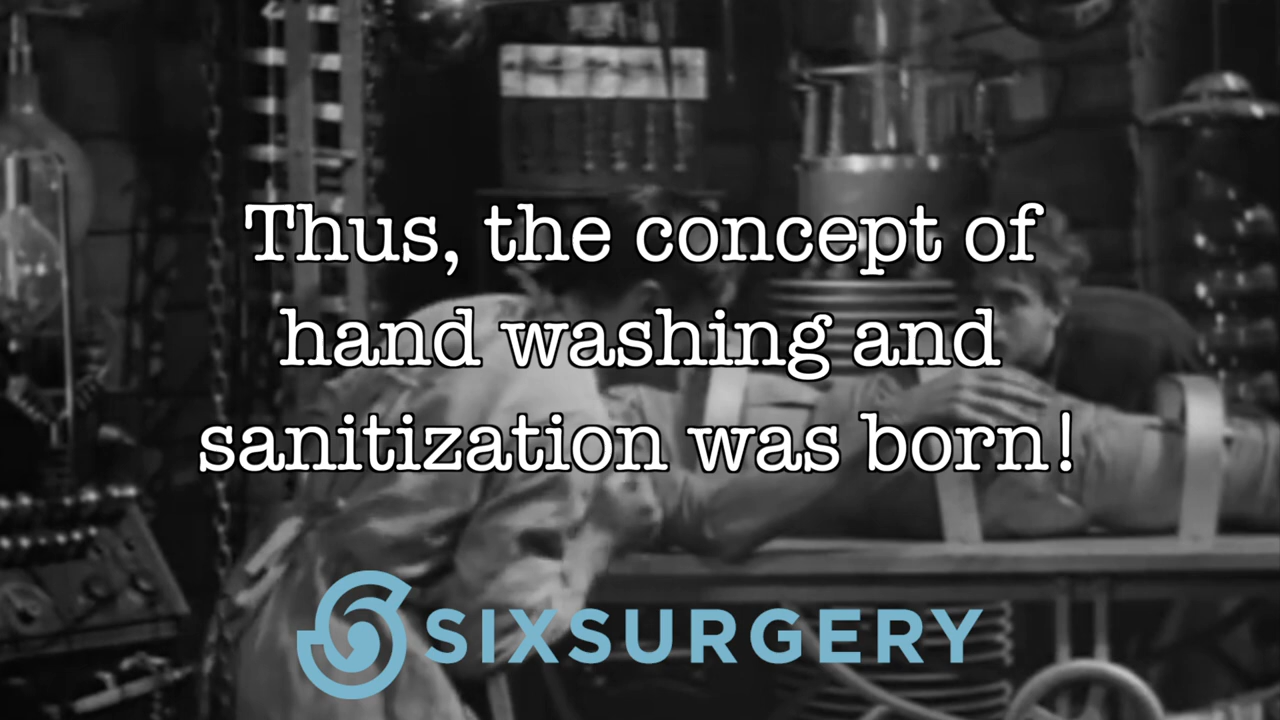 Thus, the concept of
hand washing and
sanitization was born!
SIXSURGERY